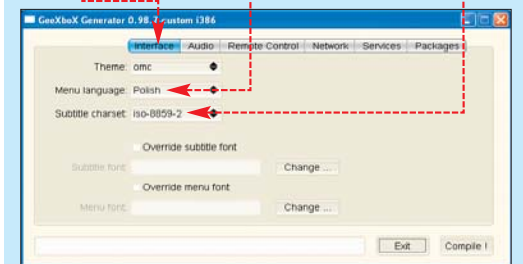 GeeXboX Generator 0.98.7-custom i386
Interface Audio Remote Control Network Services Packages
Theme: omc
Menu language: Polish
Subtitle charset: iso-8859-2
Override subtitle font
Subtitle font: Change ...
Override menu font
Menu font: Change ...
Exit Compile !